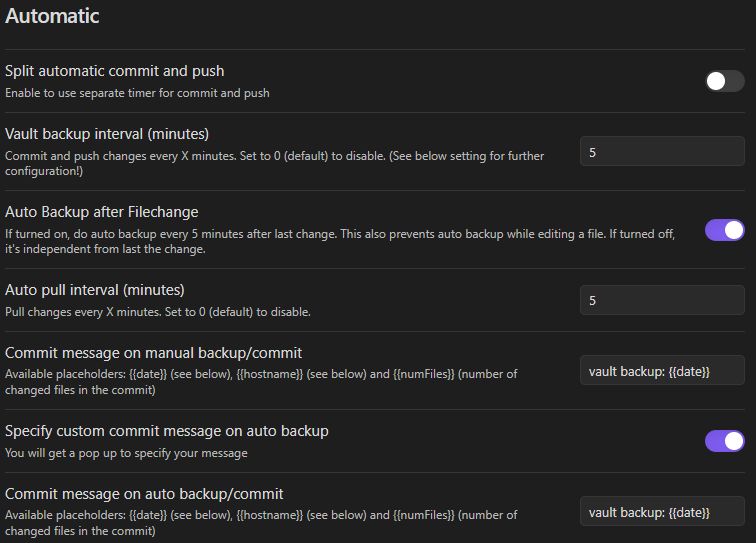 Automatic
Split automatic commit and push
Enable to use separate timer for commit and push
Vault backup interval (minutes)
Commit and push changes every X minutes. Set to 0 (default) to disable. (See below setting for further
configuration!)
5
Auto Backup after Filechange
If turned on, do auto backup every 5 minutes after last change. This also prevents auto backup while editing a file. If turned off,
it's independent from last the change.
Auto pull interval (minutes)
Pull changes every X minutes. Set to 0 (default) to disable.
5
Commit message on manual backup/commit
Available placeholders: {{date}} (see below), {{hostname}} (see below) and {{numFiles}} (number of
changed files in the commit)
vault backup: {{date}}
Specify custom commit message on auto backup
You will get a pop up to specify your message
Commit message on auto backup/commit
Available placeholders: {{date}} (see below), {{hostname}} (see below) and {{numFiles}} (number of
changed files in the commit)
vault backup: {{date}}